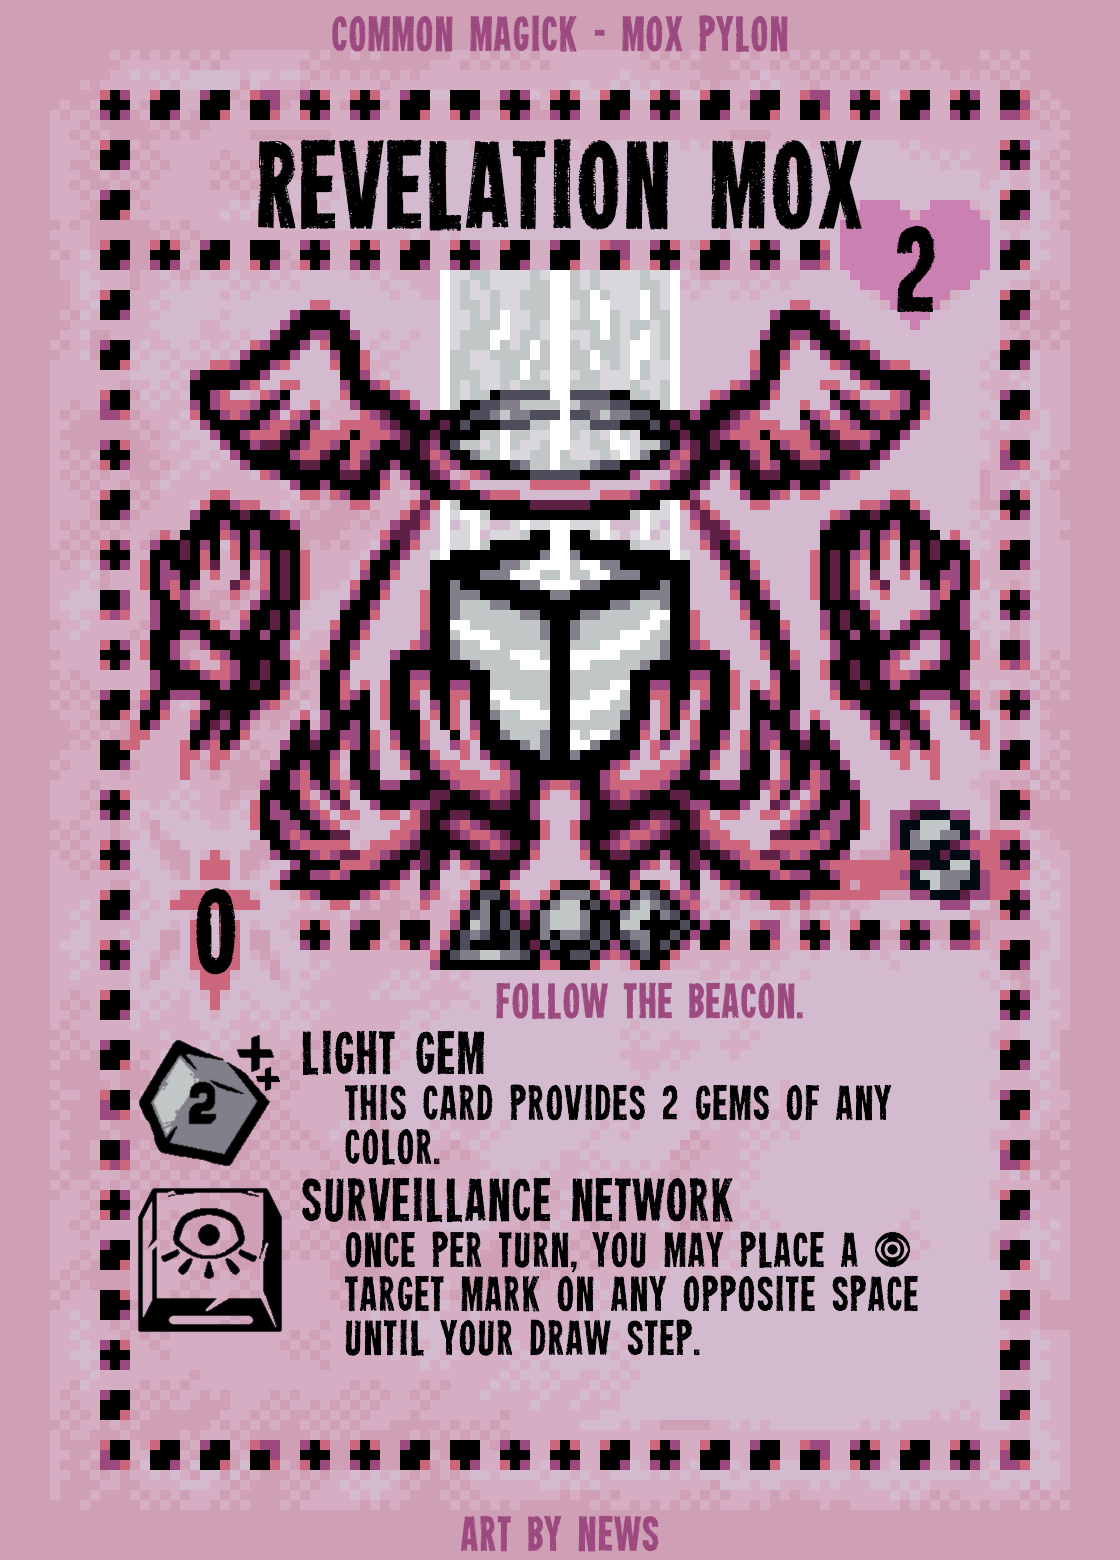 COMMON MAGICK - MOX PYLON
REVELATION MOX
2
0
FOLLOW THE BEACON.
LIGHT GEM
2
THIS CARD PROVIDES 2 GEMS OF ANY
COLOR.
SURVEILLANCE NETWORK
ONCE PER TURN, YOU MAY PLACE A
TARGET MARK ON ANY OPPOSITE SPACE
UNTIL YOUR DRAW STEP.
ART BY NEWS